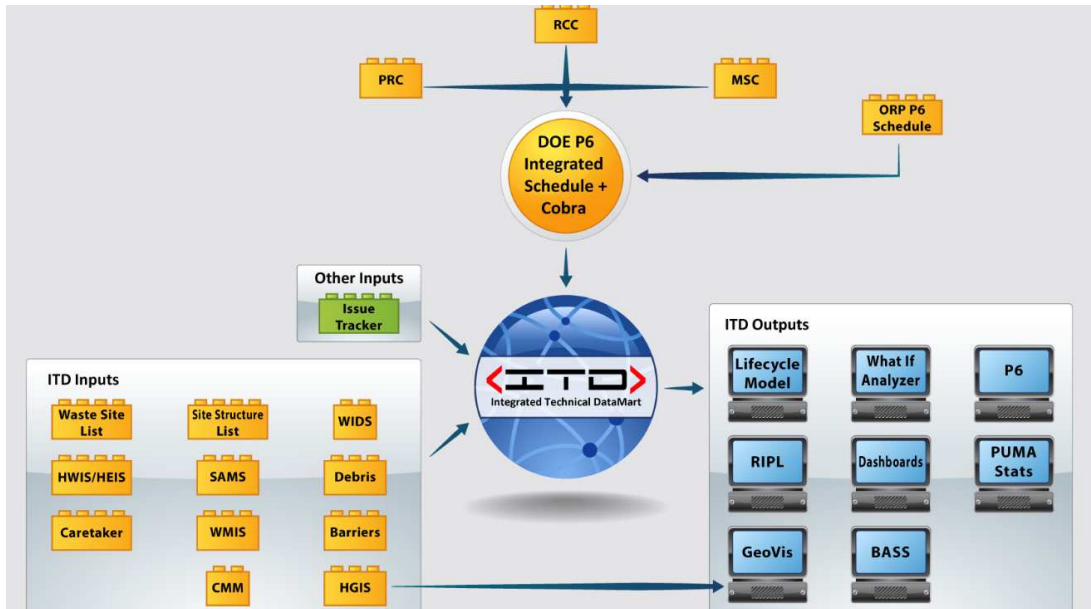 RCC
PRC
MSC
ORP P6
Schedule
DOE P6
Integrated
Schedule +
Cobra
Other Inputs
Issue
Tracker
<ITD>
Integrated Technical DataMart
ITD Inputs
Waste Site
List
Site Structure
List
WIDS
HWIS/HEIS
SAMS
Debris
Caretaker
WMIS
Barriers
CMM
HGIS
ITD Outputs
Lifecycle
Model
What If
Analyzer
P6
RIPL
Dashboards
PUMA
Stats
GeoVis
BASS